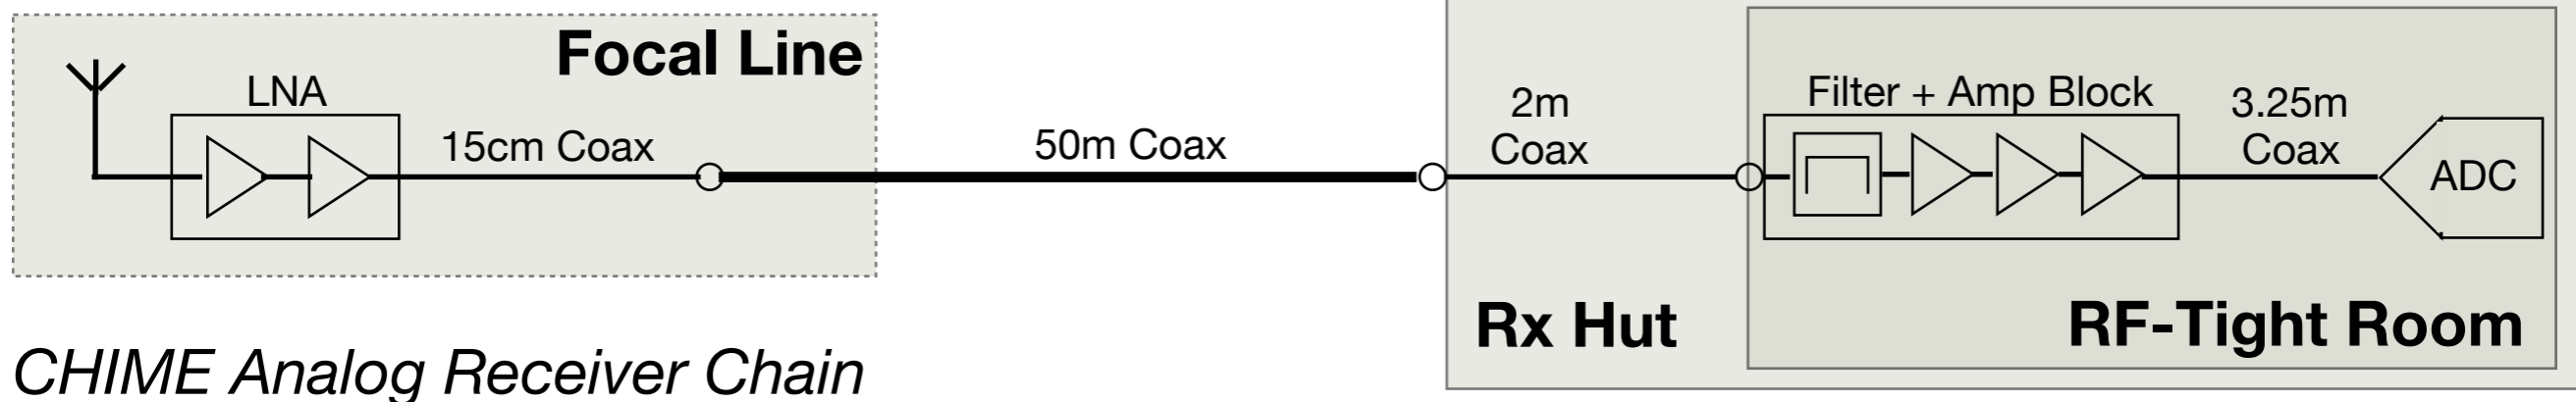 Focal Line
LNA
15cm Coax
50m Coax
2m
Coax
Filter + Amp Block
3.25m
Coax
ADC
Rx Hut
RF-Tight Room
CHIME Analog Receiver Chain